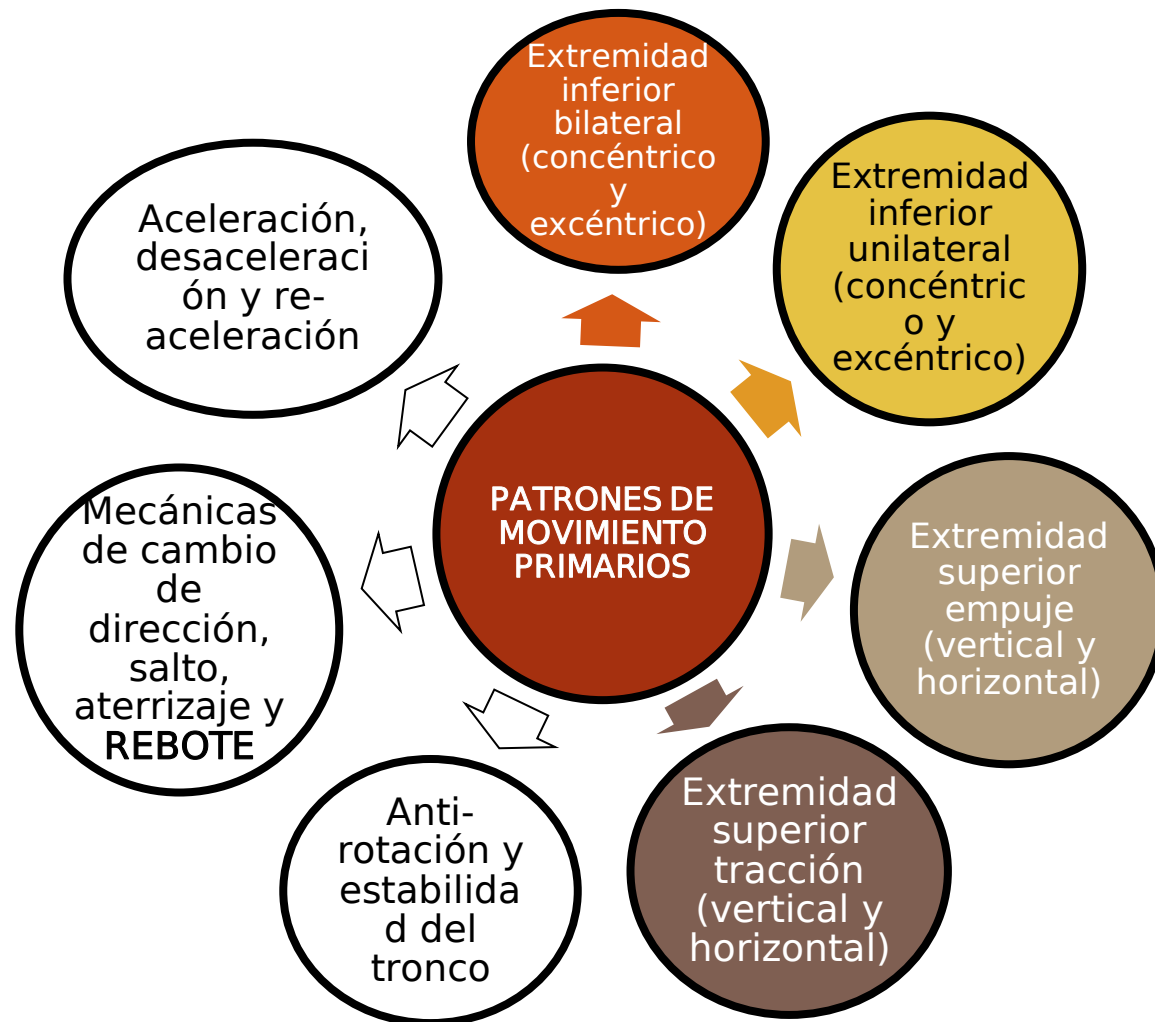 Extremidad
inferior
bilateral
(concéntrico
y
excéntrico)
Extremidad
inferior
unilateral
(concéntric
o y
excéntrico)
Extremidad
superior
empuje
(vertical y
horizontal)
Extremidad
superior
tracción
(vertical y
horizontal)
Anti-
rotación y
estabilida
d del
tronco
Mecánicas
de cambio
de
dirección,
salto,
aterrizaje y
REBOTE
Aceleración,
desaceleraci
ón y re-
aceleración
PATRONES DE
MOVIMIENTO
PRIMARIOS